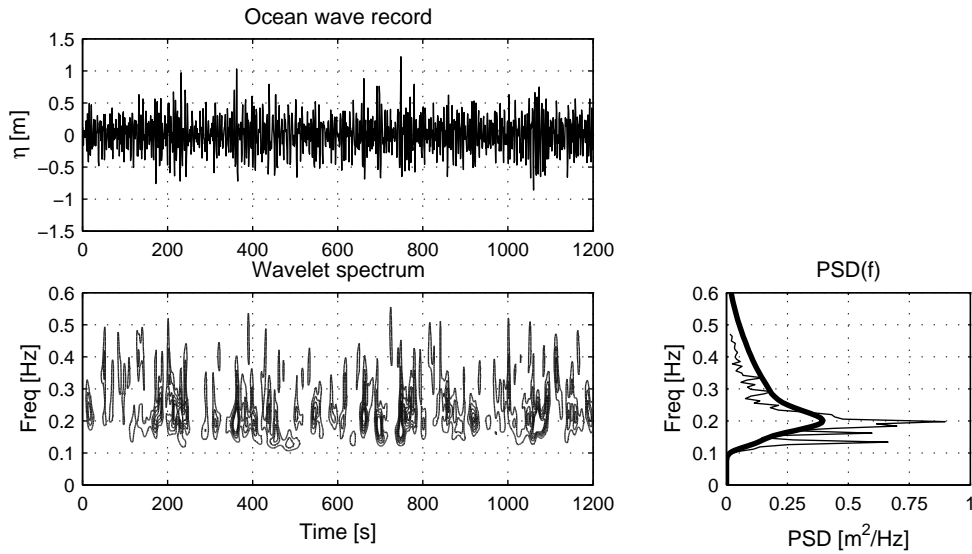 Ocean wave record
1.5
1
0.5
0
−0.5
−1
−1.5
η [m]
0 200 400 600 800 1000 1200
Wavelet spectrum
0.6
0.5
0.4
0.3
0.2
0.1
0
Freq [Hz]
0 200 400 600 800 1000 1200
Time [s]
PSD(f)
0.6
0.5
0.4
0.3
0.2
0.1
0
Freq [Hz]
0 0.25 0.5 0.75 1
PSD [m²/Hz]